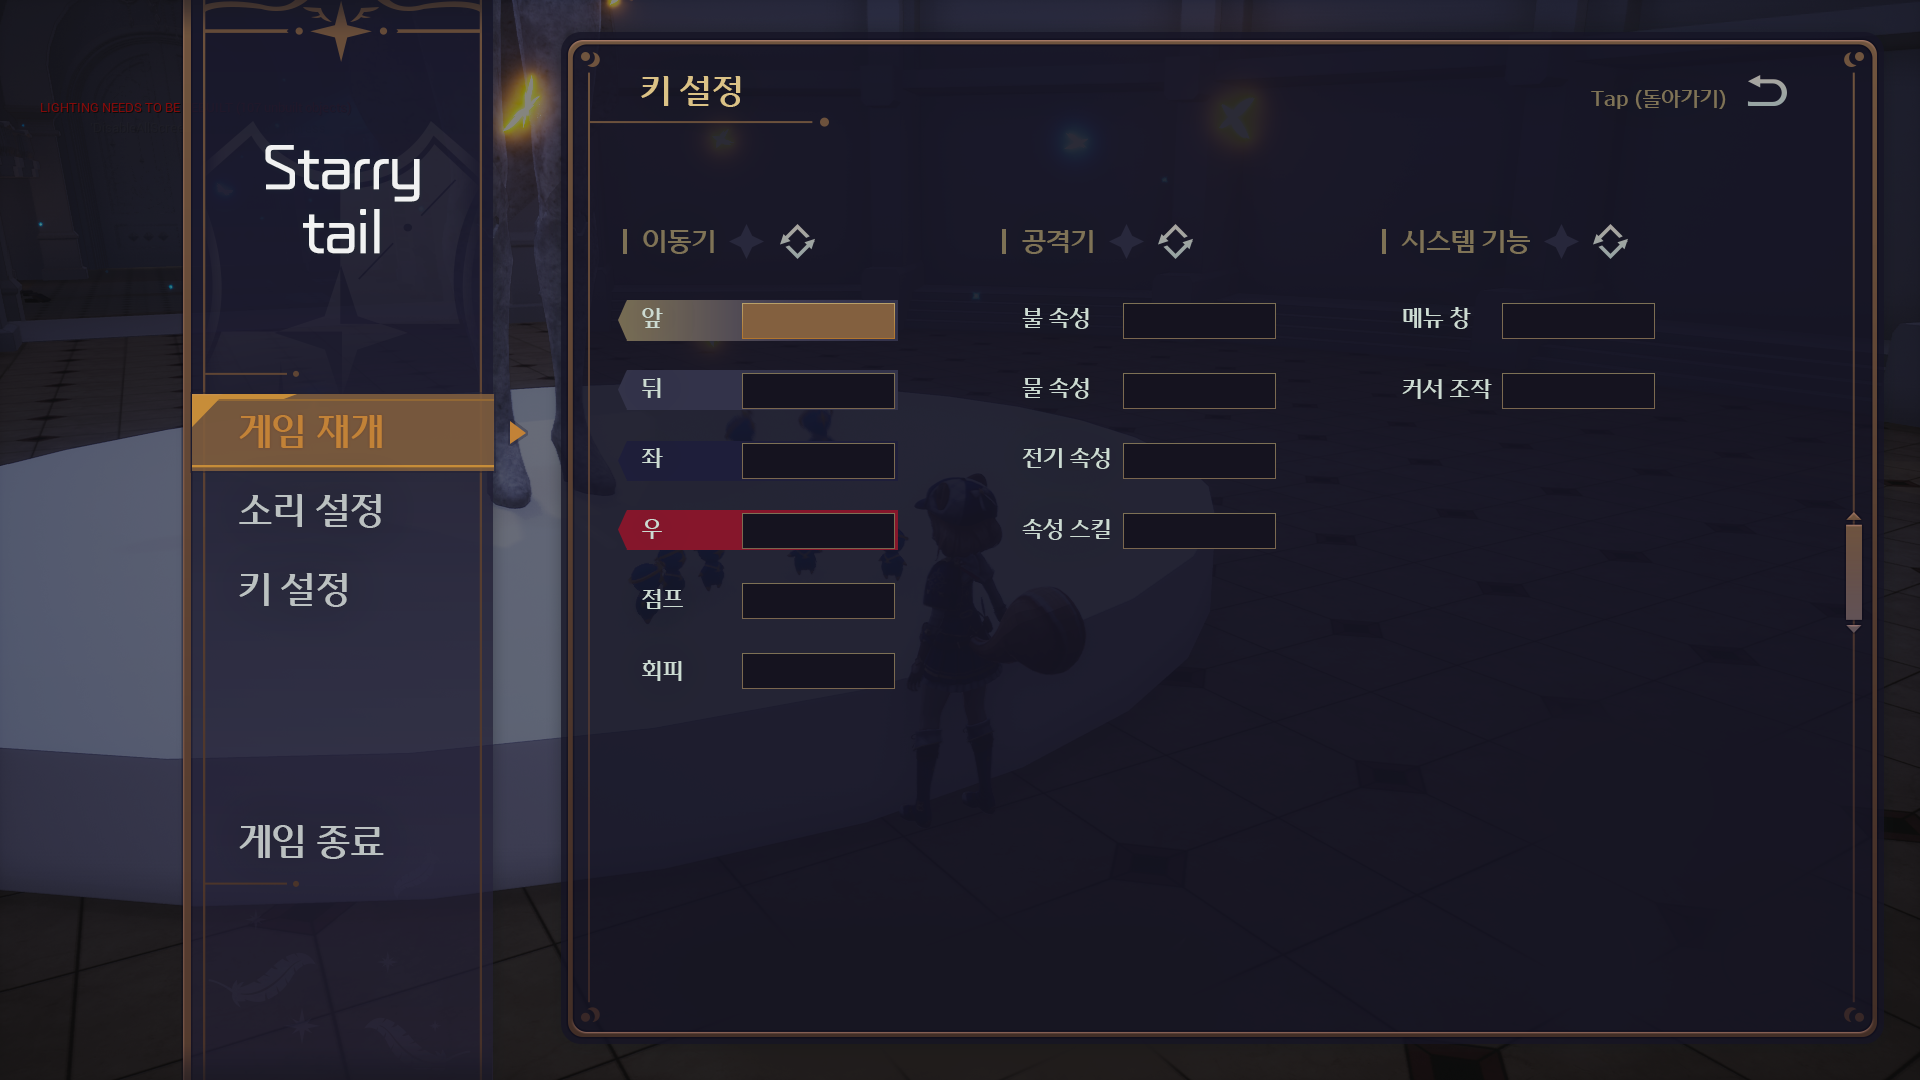 LIGHTING NEEDS TO BE
Starry
tail
게임 재개
소리 설정
키 설정
게임 종료
키 설정
Tap (돌아가기)
이동기
앞
뒤
좌
우
점프
회피
공격기
불 속성
물 속성
전기 속성
속성 스킬
시스템 기능
메뉴 창
커서 조작